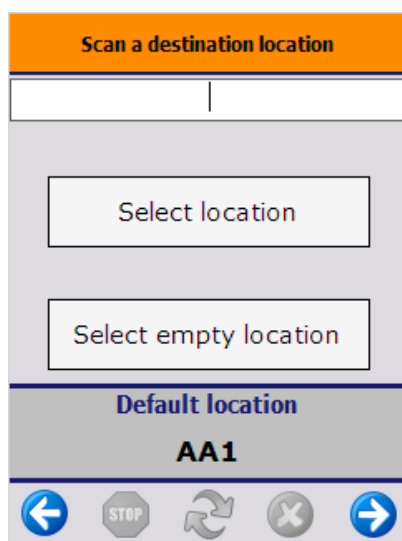 Scan a destination location
Select location
Select empty location
Default location
AA1
STOP